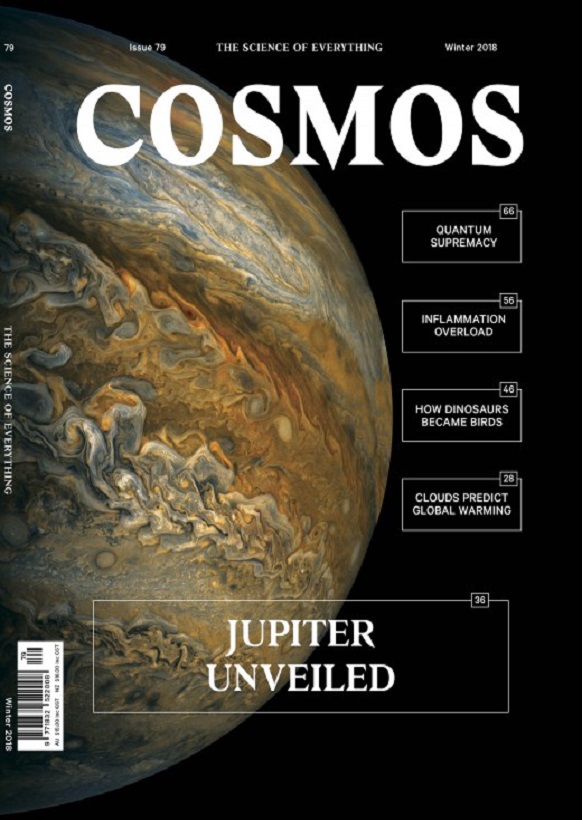 79
Issue 79
THE SCIENCE OF EVERYTHING
Winter 2018
COSMOS
COSMOS
66
QUANTUM
SUPREMACY
56
INFLAMMATION
OVERLOAD
46
HOW DINOSAURS
BECAME BIRDS
28
CLOUDS PREDICT
GLOBAL WARMING
THE SCIENCE OF EVERYTHING
36
JUPITER
UNVEILED
79
Winter 2018